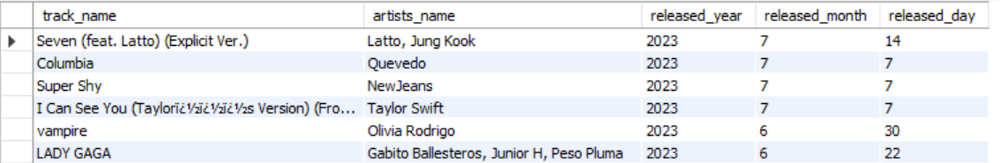 track_name artists_name released_year released_month released_day
Seven (feat. Latto) (Explicit Ver.) Latto, Jung Kook 2023 7 14
Columbia Quevedo 2023 7 7
Super Shy NewJeans 2023 7 7
I Can See You (Taylorï¿½ï¿½ï¿½s Version) (Fro... Taylor Swift 2023 7 7
vampire Olivia Rodrigo 2023 6 30
LADY GAGA Gabito Ballesteros, Junior H, Peso Pluma 2023 6 22